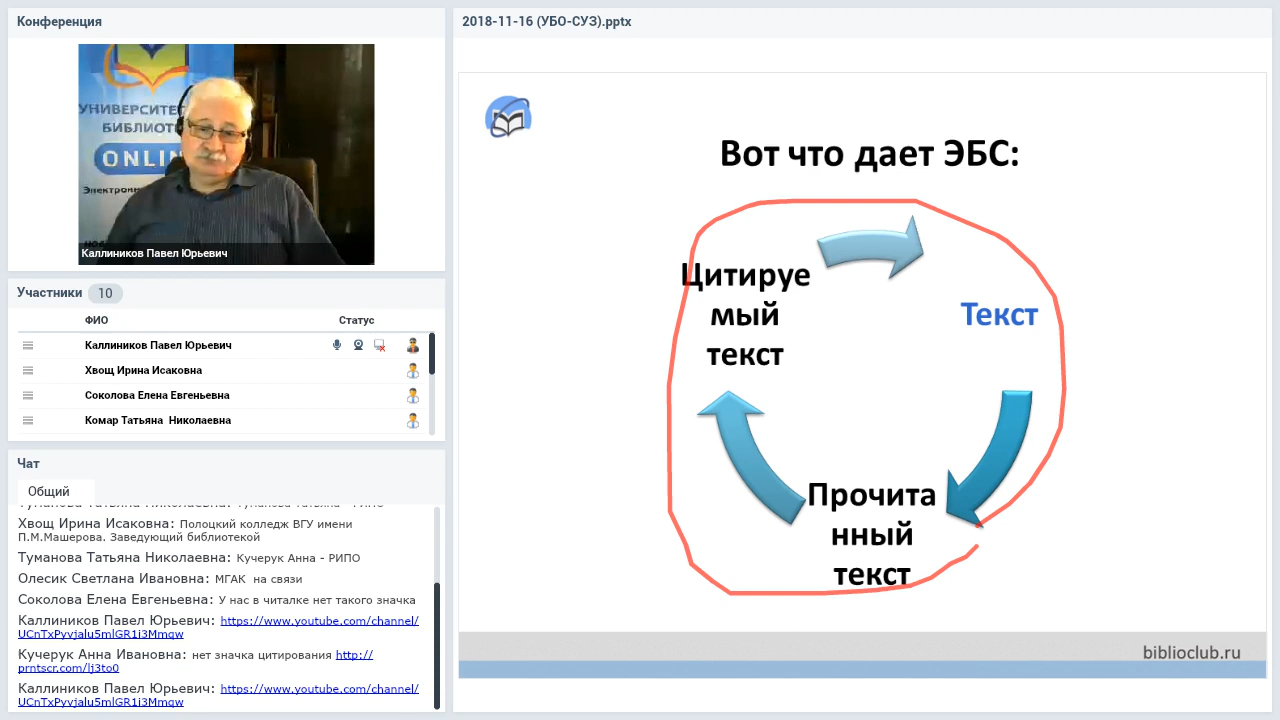 Конференция
УНИВЕРСИТЕТ
БИБЛИОТ
ONLIN
Электронн
Каллиников Павел Юрьевич
Участники 10
ФИО Статус
Каллиников Павел Юрьевич
Хвощ Ирина Исаковна
Соколова Елена Евгеньевна
Комар Татьяна Николаевна
Чат
Общий
Хвощ Ирина Исаковна: Полоцкий колледж ВГУ имени
П.М.Машерова. Заведующий библиотекой
Туманова Татьяна Николаевна: Кучерук Анна - РИПО
Олесик Светлана Ивановна: МГАК на связи
Соколова Елена Евгеньевна: У нас в читалке нет такого значка
Каллиников Павел Юрьевич: https://www.youtube.com/channel/
UCnTxPyvjalu5mlGR1i3Mmqw
Кучерук Анна Ивановна: нет значка цитирования http://
prntscr.com/lj3to0
Каллиников Павел Юрьевич: https://www.youtube.com/channel/
UCnTxPyvjalu5mlGR1i3Mmqw
2018-11-16 (УБО-СУЗ).pptx
Вот что дает ЭБС:
Цитируе
мый
текст
Текст
Прочита
нный
текст
biblioclub.ru